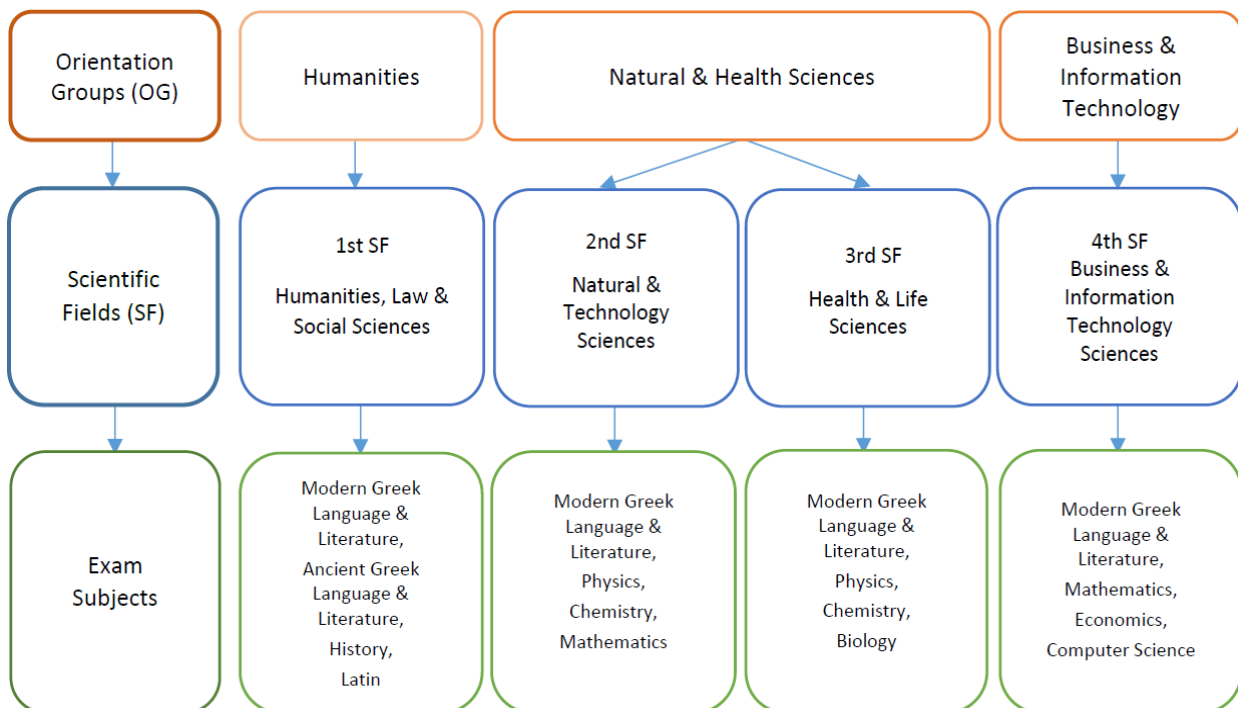 Orientation
Groups (OG)
Humanities
Natural & Health Sciences
Business &
Information
Technology
Scientific
Fields (SF)
1st SF
Humanities, Law &
Social Sciences
2nd SF
Natural &
Technology
Sciences
3rd SF
Health & Life
Sciences
4th SF
Business &
Information
Technology
Sciences
Exam
Subjects
Modern Greek
Language &
Literature,
Ancient Greek
Language &
Literature,
History,
Latin
Modern Greek
Language &
Literature,
Physics,
Chemistry,
Mathematics
Modern Greek
Language &
Literature,
Physics,
Chemistry,
Biology
Modern Greek
Language &
Literature,
Mathematics,
Economics,
Computer Science